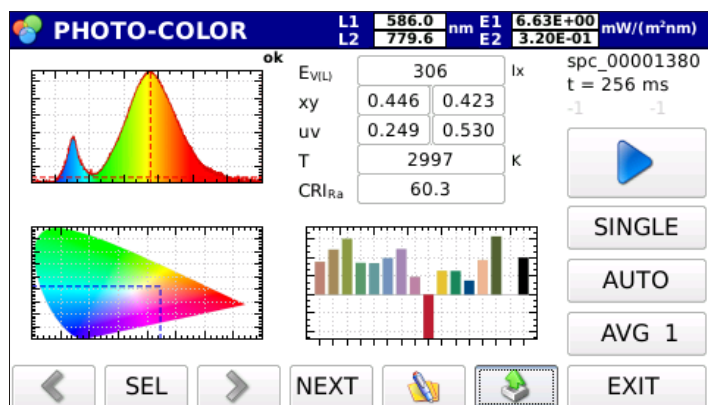 PHOTO-COLOR
L1 586.0 nm E1 6.63E+00 mW/(m²nm)
L2 779.6 E2 3.20E-01
ok
EV(L) 306 lx
xy 0.446 0.423
uv 0.249 0.530
T 2997 K
CRIRa 60.3
spc_00001380
t = 256 ms
-1 -1
SINGLE
AUTO
AVG 1
SEL
NEXT
EXIT